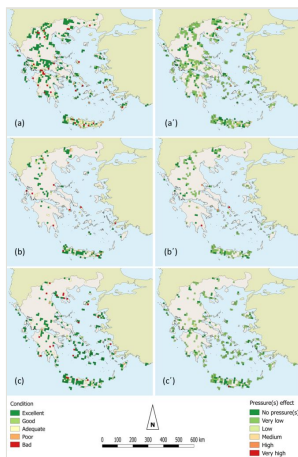 (a)
(a´)
(b)
(b´)
(c)
(c´)
Condition
Excellent
Good
Adequate
Poor
Bad
N
0 100 200 300 400 500 600 km
Pressure(s) effect
No pressure(s)
Very low
Low
Medium
High
Very high